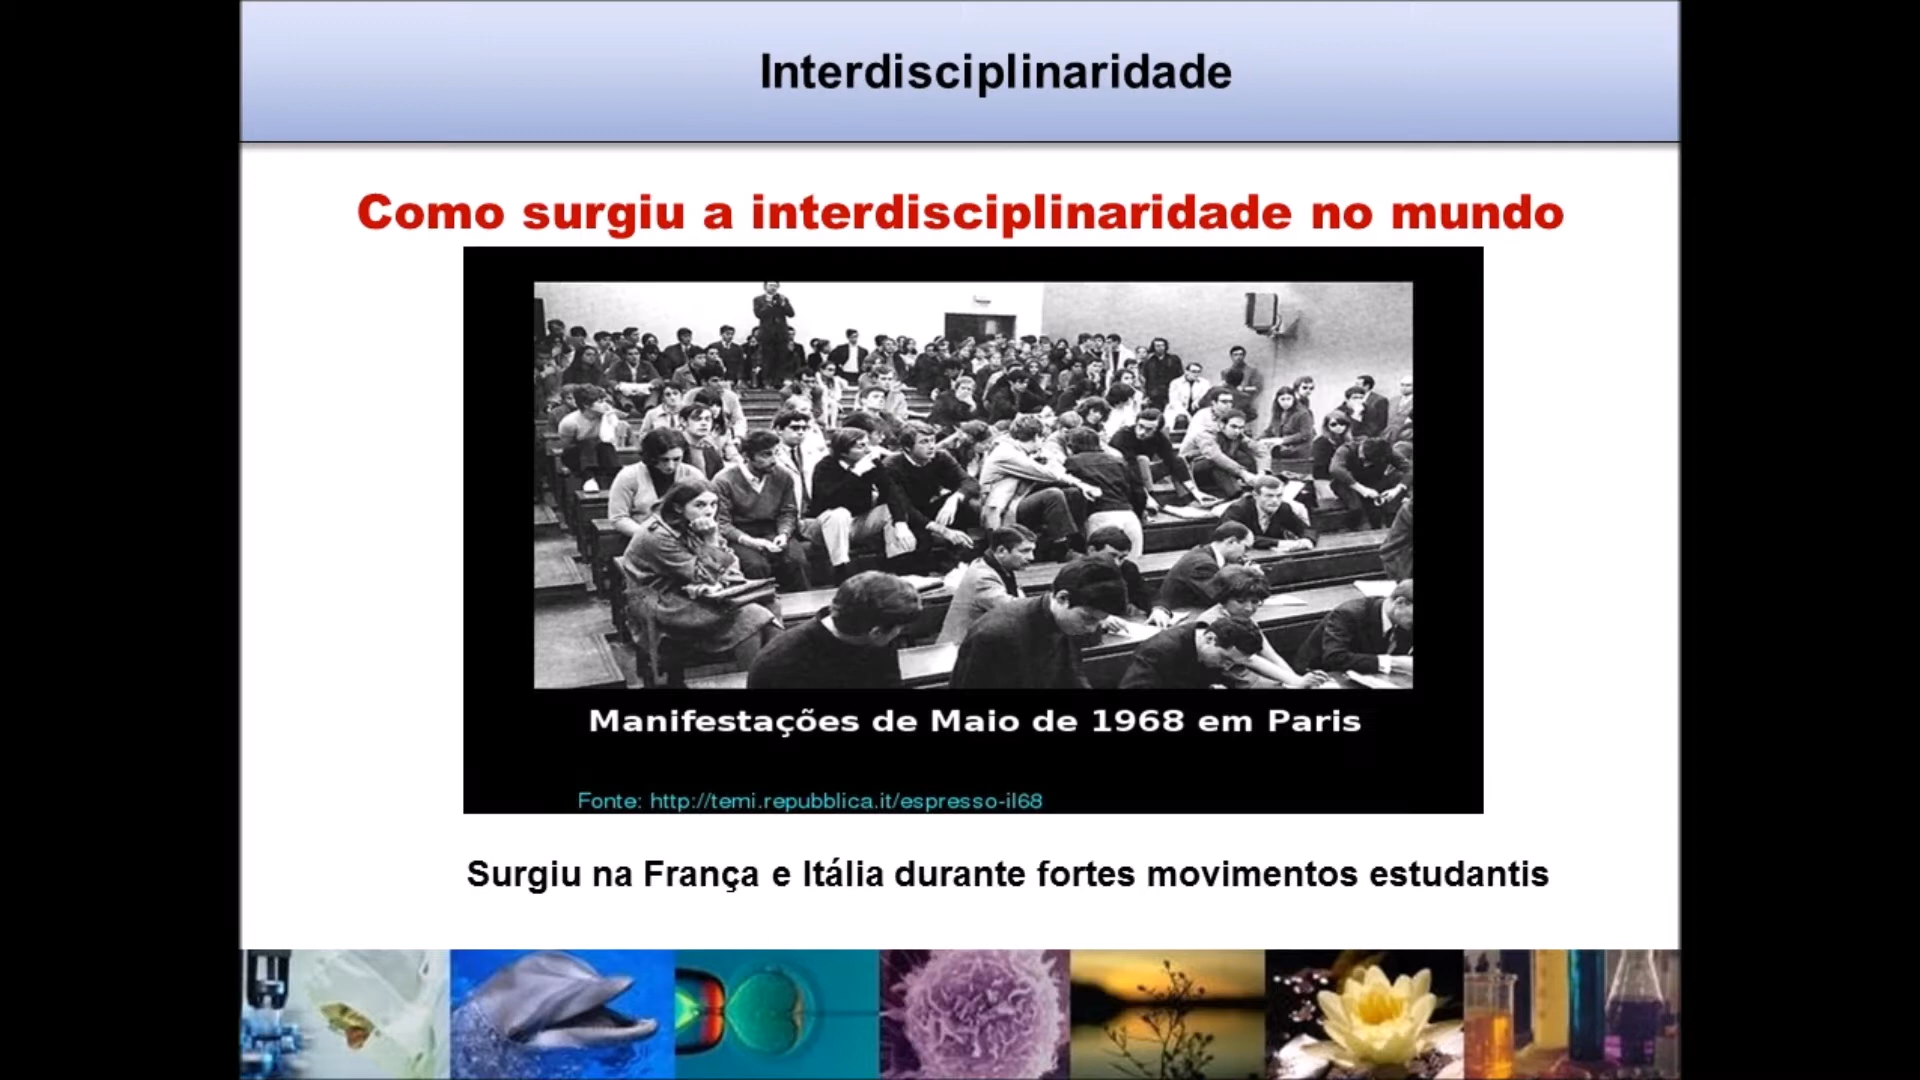 Interdisciplinaridade
Como surgiu a interdisciplinaridade no mundo
Manifestações de Maio de 1968 em Paris
Fonte: http://temi.repubblica.it/espresso-il68
Surgiu na França e Itália durante fortes movimentos estudantis